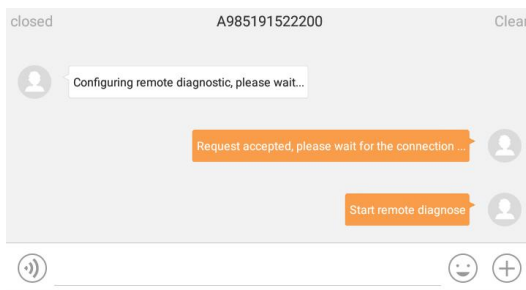 closed A985191522200 Clear
Configuring remote diagnostic, please wait...
Request accepted, please wait for the connection ...
Start remote diagnose